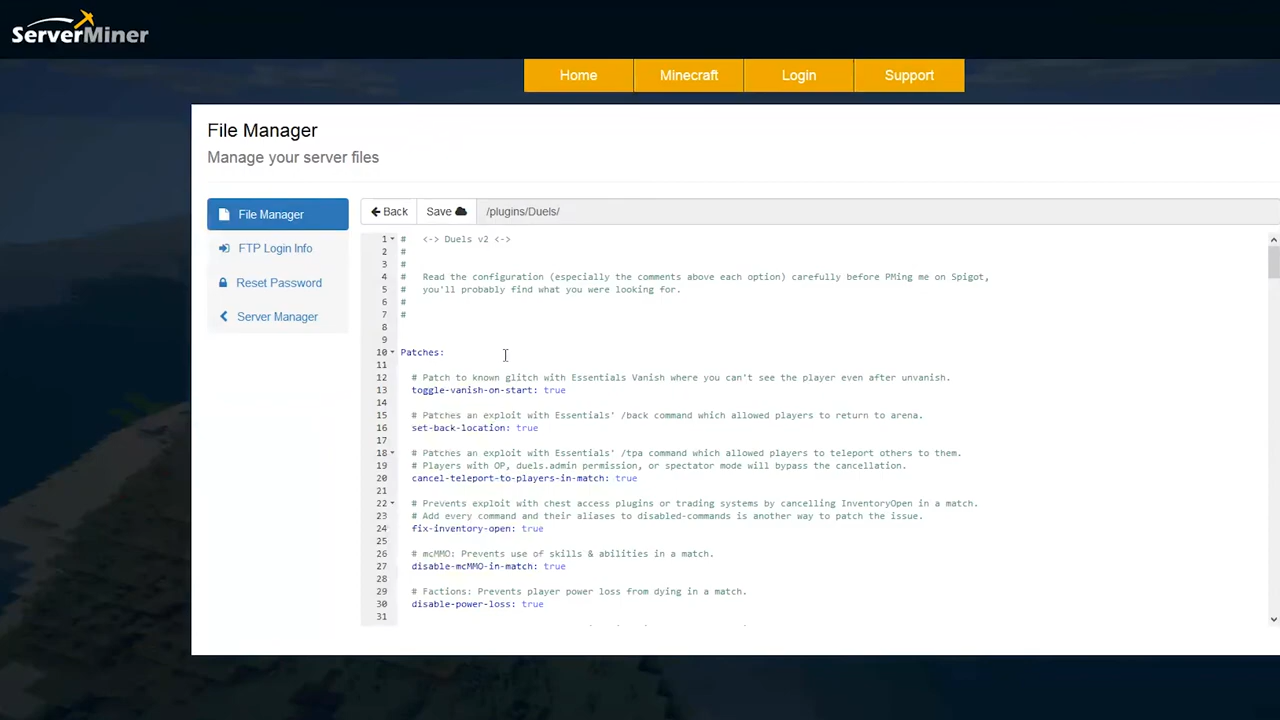 ServerMiner
Home
Minecraft
Login
Support
File Manager
Manage your server files
File Manager
FTP Login Info
Reset Password
Server Manager
Back
Save
/plugins/Duels/
1 #   <-> Duels v2 <->
2 #
3 #
4 #   Read the configuration (especially the comments above each option) carefully before PMing me on Spigot,
5 #   you'll probably find what you were looking for.
6 #
7 #
8
9
10 Patches:
11
12 # Patch to known glitch with Essentials Vanish where you can't see the player even after unvanish.
13 toggle-vanish-on-start: true
14
15 # Patches an exploit with Essentials' /back command which allowed players to return to arena.
16 set-back-location: true
17
18 # Patches an exploit with Essentials' /tpa command which allowed players to teleport others to them.
19 # Players with OP, duels.admin permission, or spectator mode will bypass the cancellation.
20 cancel-teleport-to-players-in-match: true
21
22 # Prevents exploit with chest access plugins or trading systems by cancelling InventoryOpen in a match.
23 # Add every command and their aliases to disabled-commands is another way to patch the issue.
24 fix-inventory-open: true
25
26 # mcMMO: Prevents use of skills & abilities in a match.
27 disable-mcMMO-in-match: true
28
29 # Factions: Prevents player power loss from dying in a match.
30 disable-power-loss: true
31